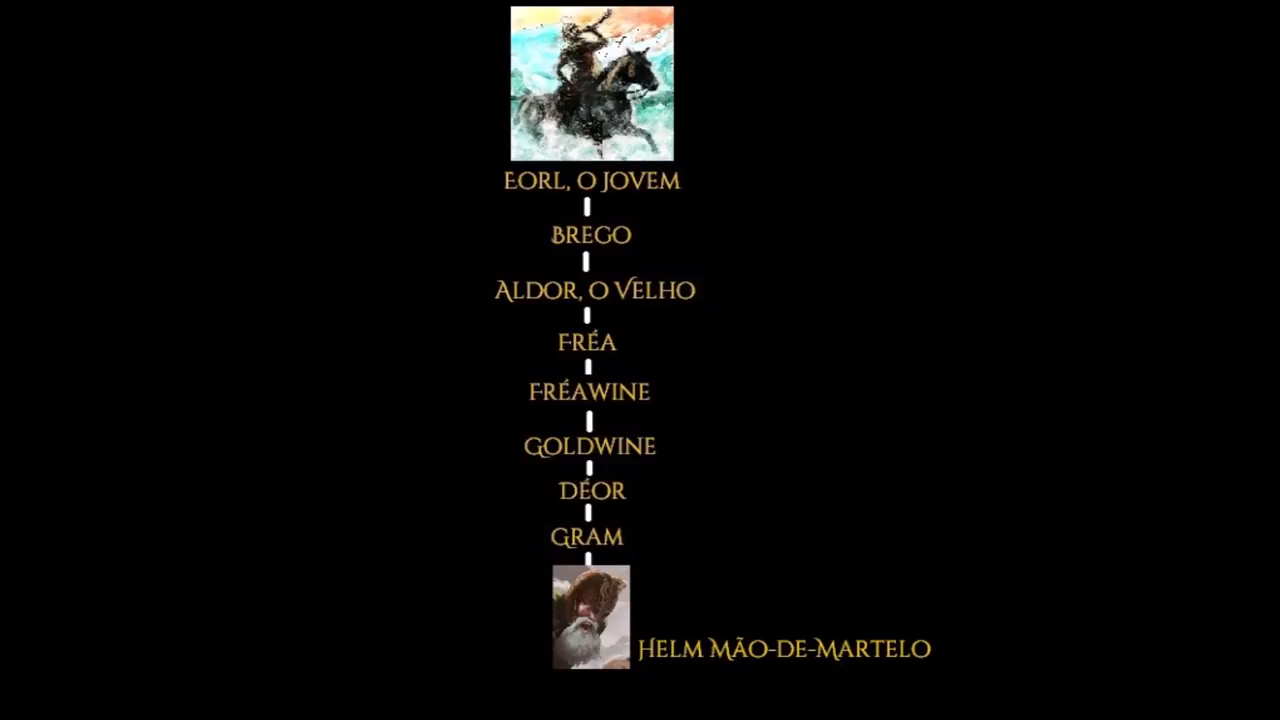 Eorl, o Jovem
Brego
Aldor, o Velho
Fréa
Fréawine
Goldwine
Déor
Gram
Helm Mão-de-Martelo